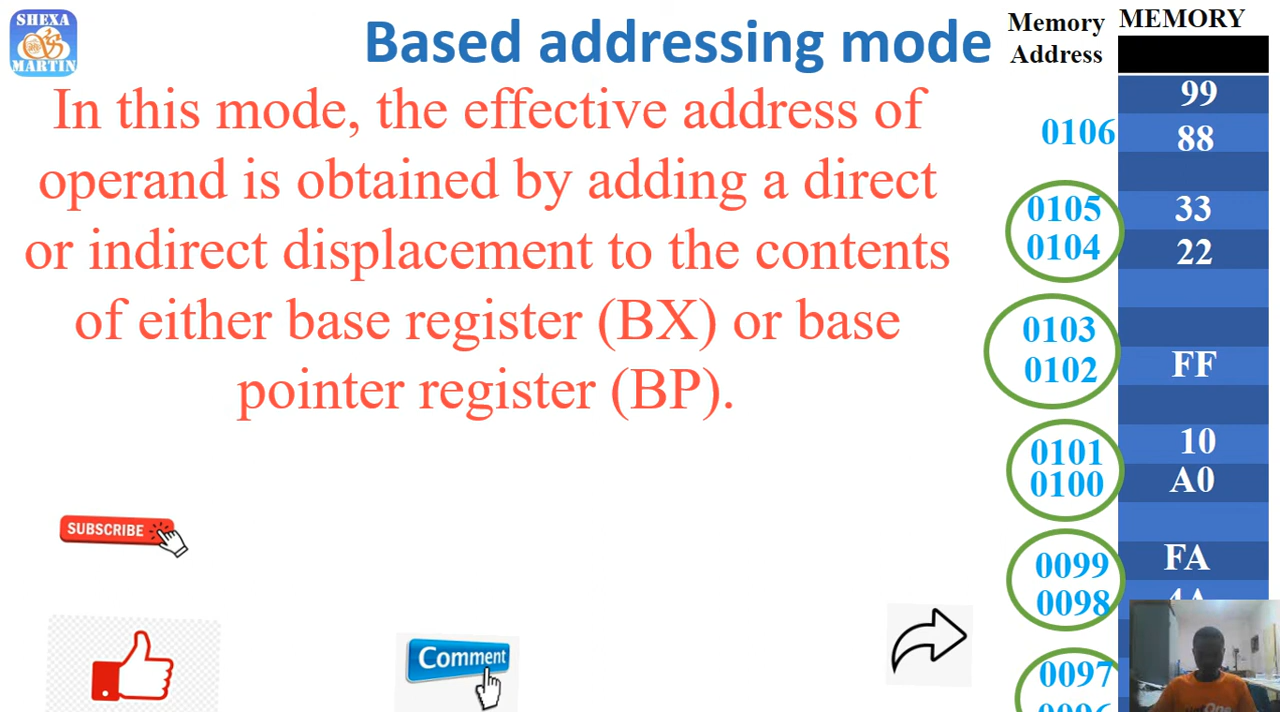 SHEXA
MARTIN
Based addressing mode
In this mode, the effective address of
operand is obtained by adding a direct
or indirect displacement to the contents
of either base register (BX) or base
pointer register (BP).
SUBSCRIBE
Comment
Memory
Address
MEMORY
99
0106 88
0105 33
0104 22
0103
0102 FF
0101 10
0100 A0
0099 FA
0098
0097